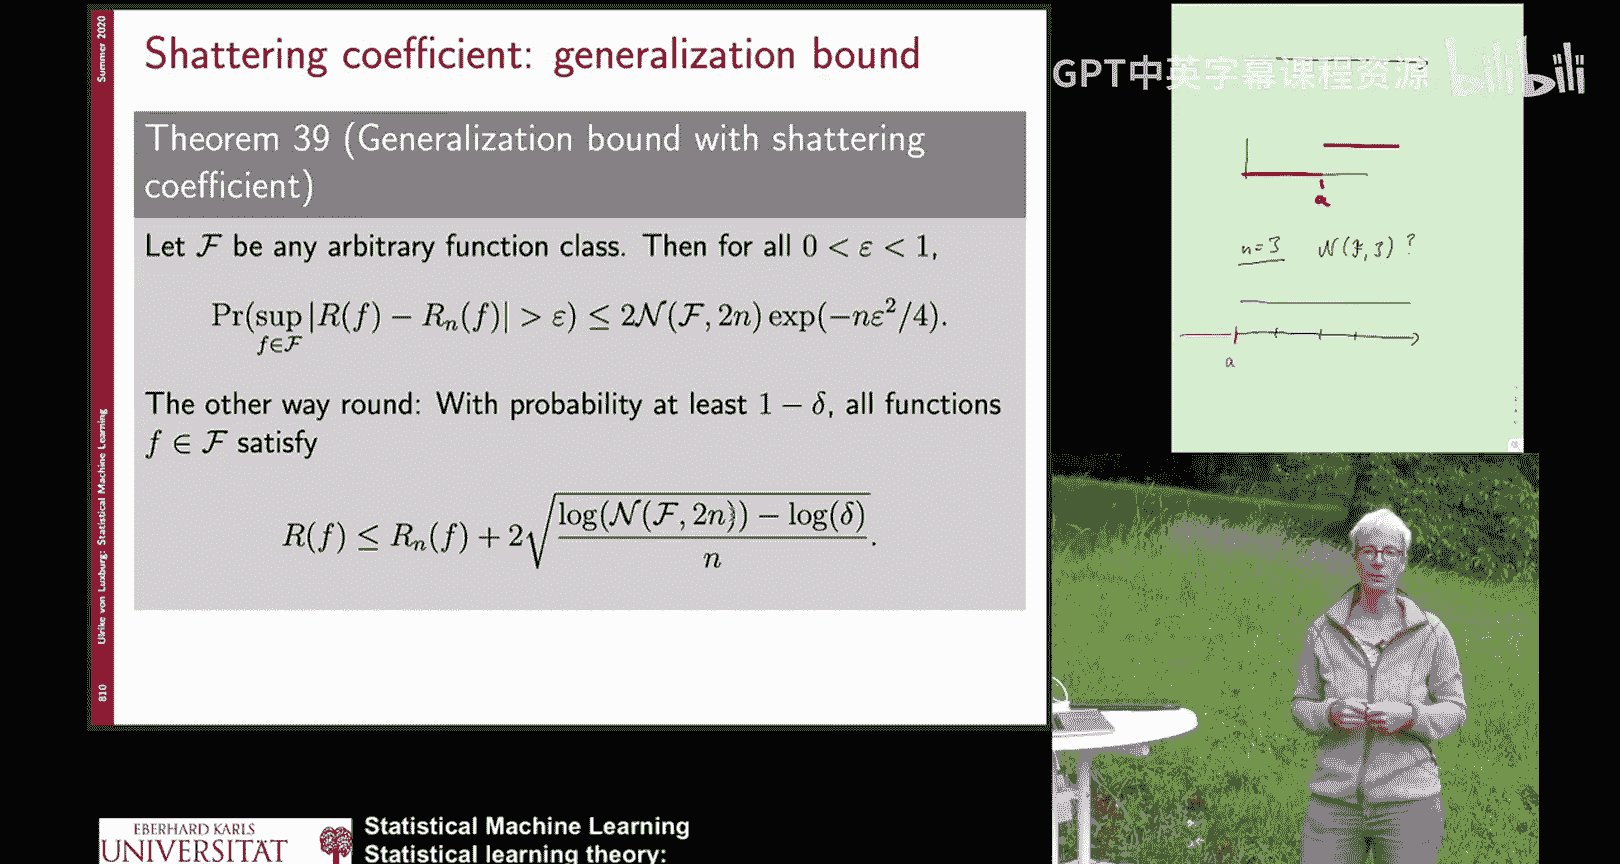 Summer 2020
Ulrike von Luxburg: Statistical Machine Learning
810
Shattering coefficient: generalization bound
Theorem 39 (Generalization bound with shattering
coefficient)
Let F be any arbitrary function class. Then for all 0 < ε < 1,
Pr(sup_{f∈F} |R(f) − R_n(f)| > ε) ≤ 2N(F, 2n) exp(−nε²/4).
The other way round: With probability at least 1 − δ, all functions
f ∈ F satisfy
R(f) ≤ R_n(f) + 2√((log(N(F, 2n)) − log(δ))/n).
GPT中英字幕课程资源 bilibili
a
n=3 N(F,3)?
a
EBERHARD KARLS
UNIVERSITÄT
Statistical Machine Learning
Statistical learning theory: